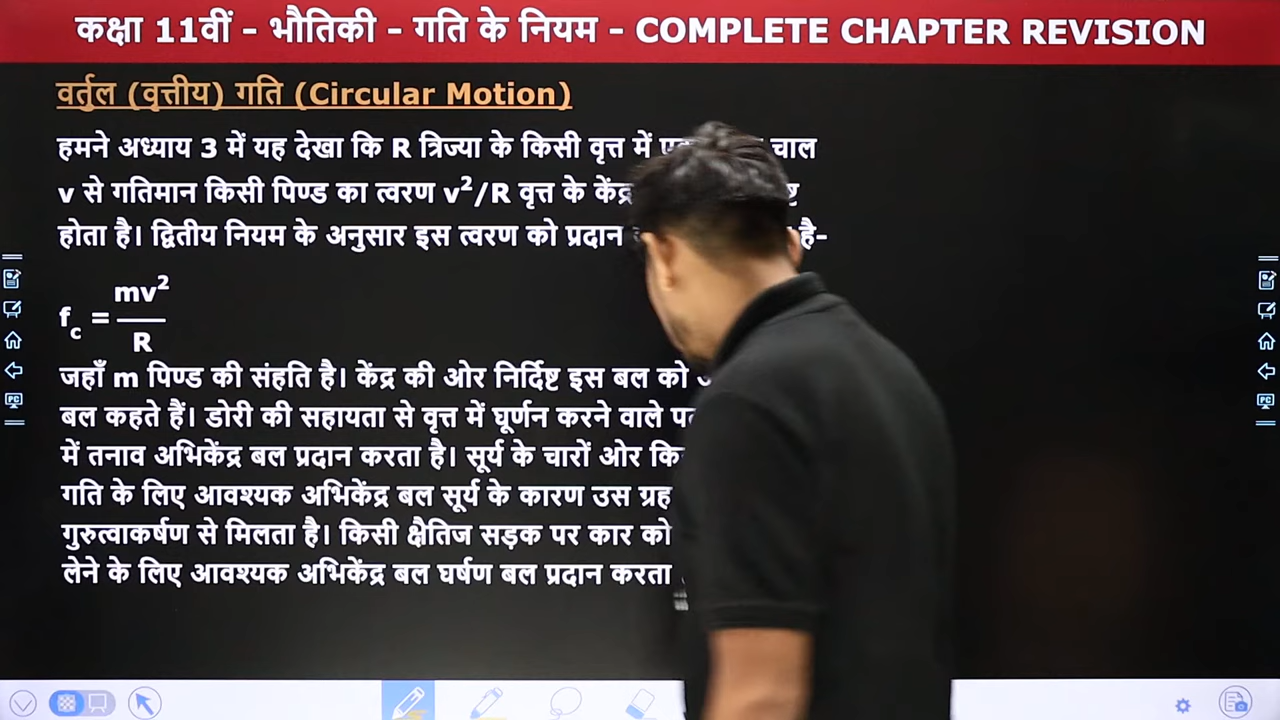 कक्षा 11वीं – भौतिकी – गति के नियम – COMPLETE CHAPTER REVISION
वर्तुल (वृत्तीय) गति (Circular Motion)
हमने अध्याय 3 में यह देखा कि R त्रिज्या के किसी वृत्त में चाल
v से गतिमान किसी पिण्ड का त्वरण v²/R वृत्त के
होता है। द्वितीय नियम के अनुसार इस त्वरण को प्रदान है-
f_c = mv²/R
जहाँ m पिण्ड की संहति है। केंद्र की ओर निर्दिष्ट इस बल को
बल कहते हैं। डोरी की सहायता से वृत्त में घूर्णन करने वाले
में तनाव अभिकेंद्र बल प्रदान करता है। सूर्य के चारों ओर
गति के लिए आवश्यक अभिकेंद्र बल सूर्य के कारण उस ग्रह
गुरुत्वाकर्षण से मिलता है। किसी क्षैतिज सड़क पर कार को
लेने के लिए आवश्यक अभिकेंद्र बल घर्षण बल प्रदान करता
PC
PC